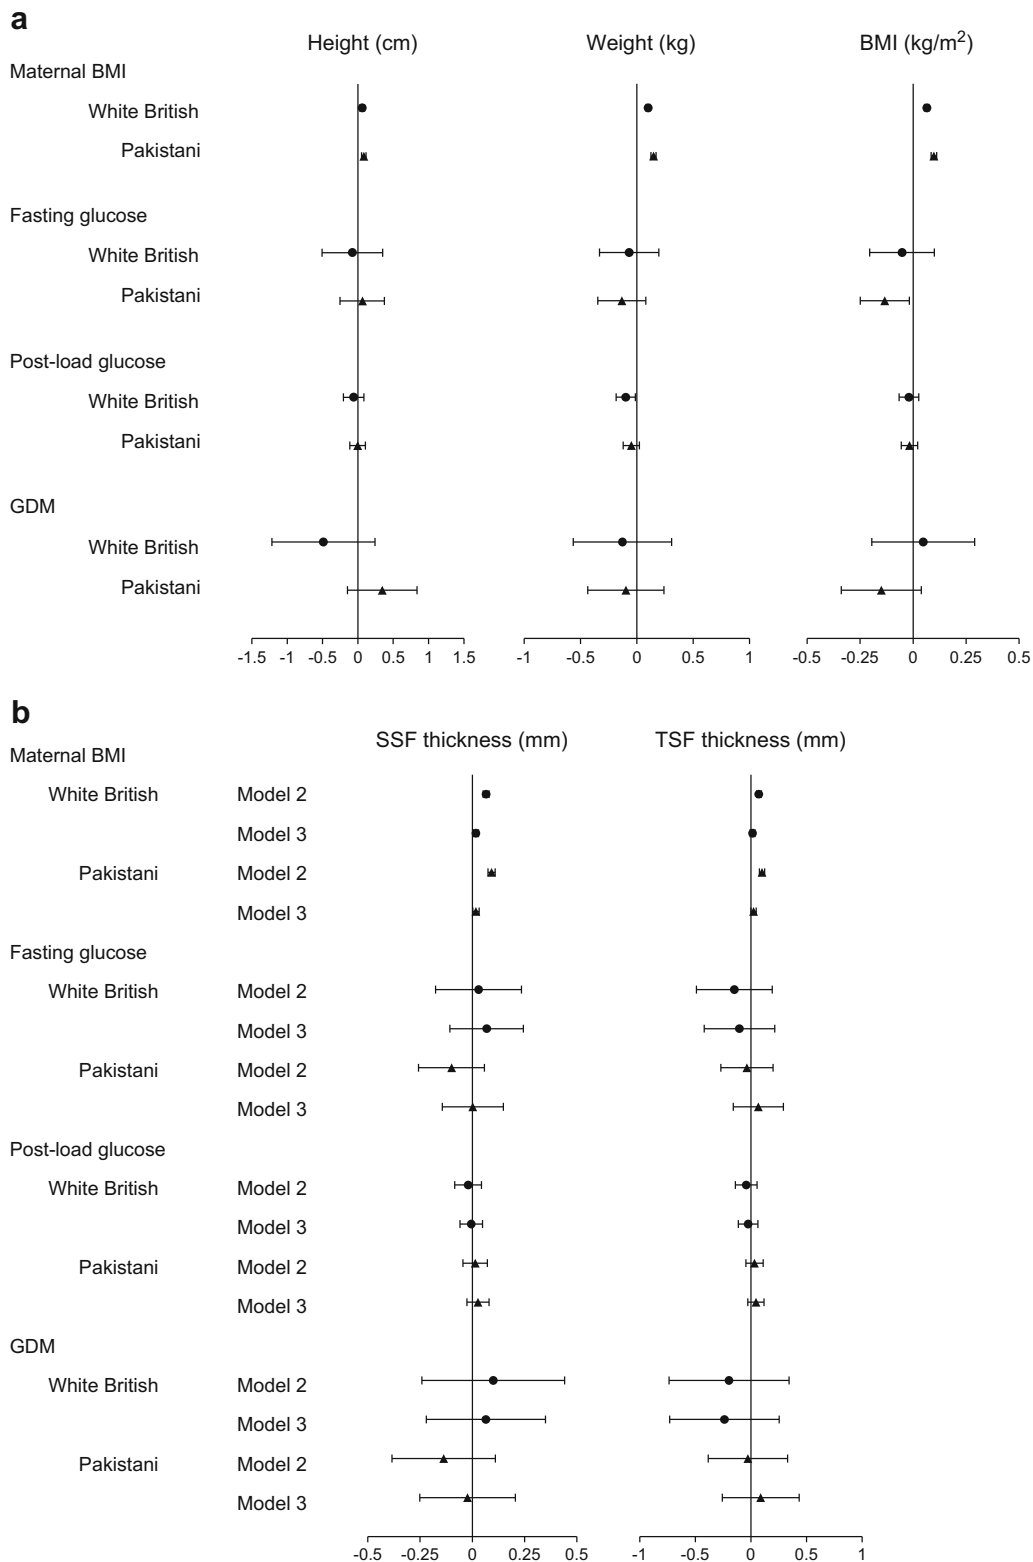 a
Height (cm) Weight (kg) BMI (kg/m²)
Maternal BMI
White British
Pakistani
Fasting glucose
White British
Pakistani
Post-load glucose
White British
Pakistani
GDM
White British
Pakistani
-1.5 -1 -0.5 0 0.5 1 1.5 -1 -0.5 0 0.5 1 -0.5 -0.25 0 0.25 0.5
b
SSF thickness (mm) TSF thickness (mm)
Maternal BMI
White British Model 2
Model 3
Pakistani Model 2
Model 3
Fasting glucose
White British Model 2
Model 3
Pakistani Model 2
Model 3
Post-load glucose
White British Model 2
Model 3
Pakistani Model 2
Model 3
GDM
White British Model 2
Model 3
Pakistani Model 2
Model 3
-0.5 -0.25 0 0.25 0.5 -1 -0.5 0 0.5 1